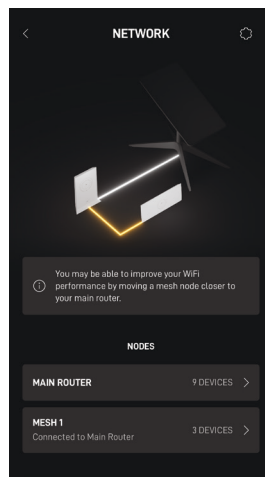 NETWORK
You may be able to improve your WiFi
performance by moving a mesh node closer to
your main router.
NODES
MAIN ROUTER 9 DEVICES
MESH 1
Connected to Main Router 3 DEVICES